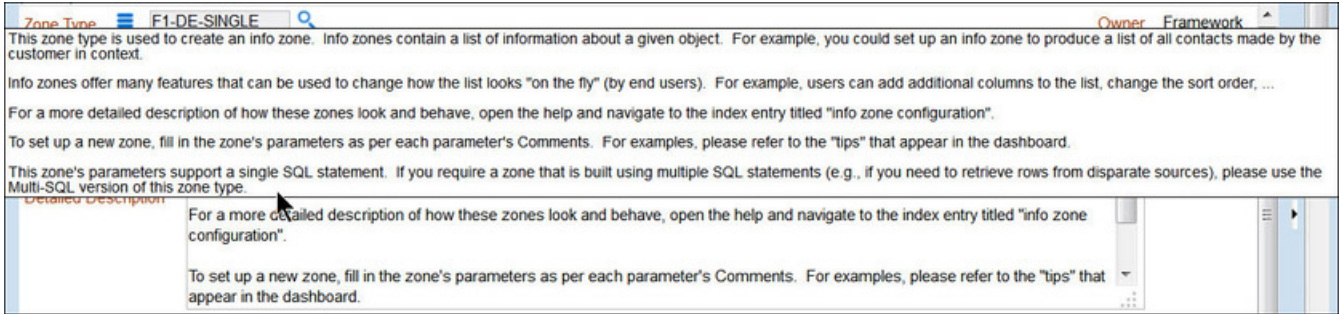 Zone Type F1-DE-SINGLE Owner Framework
This zone type is used to create an info zone.  Info zones contain a list of information about a given object.  For example, you could set up an info zone to produce a list of all contacts made by the
customer in context.
Info zones offer many features that can be used to change how the list looks "on the fly" (by end users).  For example, users can add additional columns to the list, change the sort order, ...
For a more detailed description of how these zones look and behave, open the help and navigate to the index entry titled "info zone configuration".
To set up a new zone, fill in the zone's parameters as per each parameter's Comments.  For examples, please refer to the "tips" that appear in the dashboard.
This zone's parameters support a single SQL statement.  If you require a zone that is built using multiple SQL statements (e.g., if you need to retrieve rows from disparate sources), please use the
Multi-SQL version of this zone type.
Detailed Description
For a more detailed description of how these zones look and behave, open the help and navigate to the index entry titled "info zone
configuration".
To set up a new zone, fill in the zone's parameters as per each parameter's Comments.  For examples, please refer to the "tips" that
appear in the dashboard.